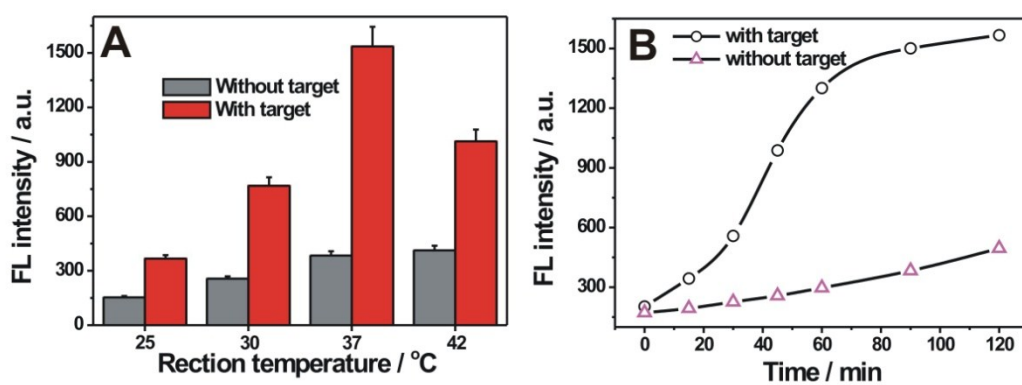 A
Without target
With target
FL intensity / a.u.
1500
1200
900
600
300
0
25 30 37 42
Rection temperature / °C
B
with target
without target
FL intensity / a.u.
1500
1200
900
600
300
0 20 40 60 80 100 120
Time / min